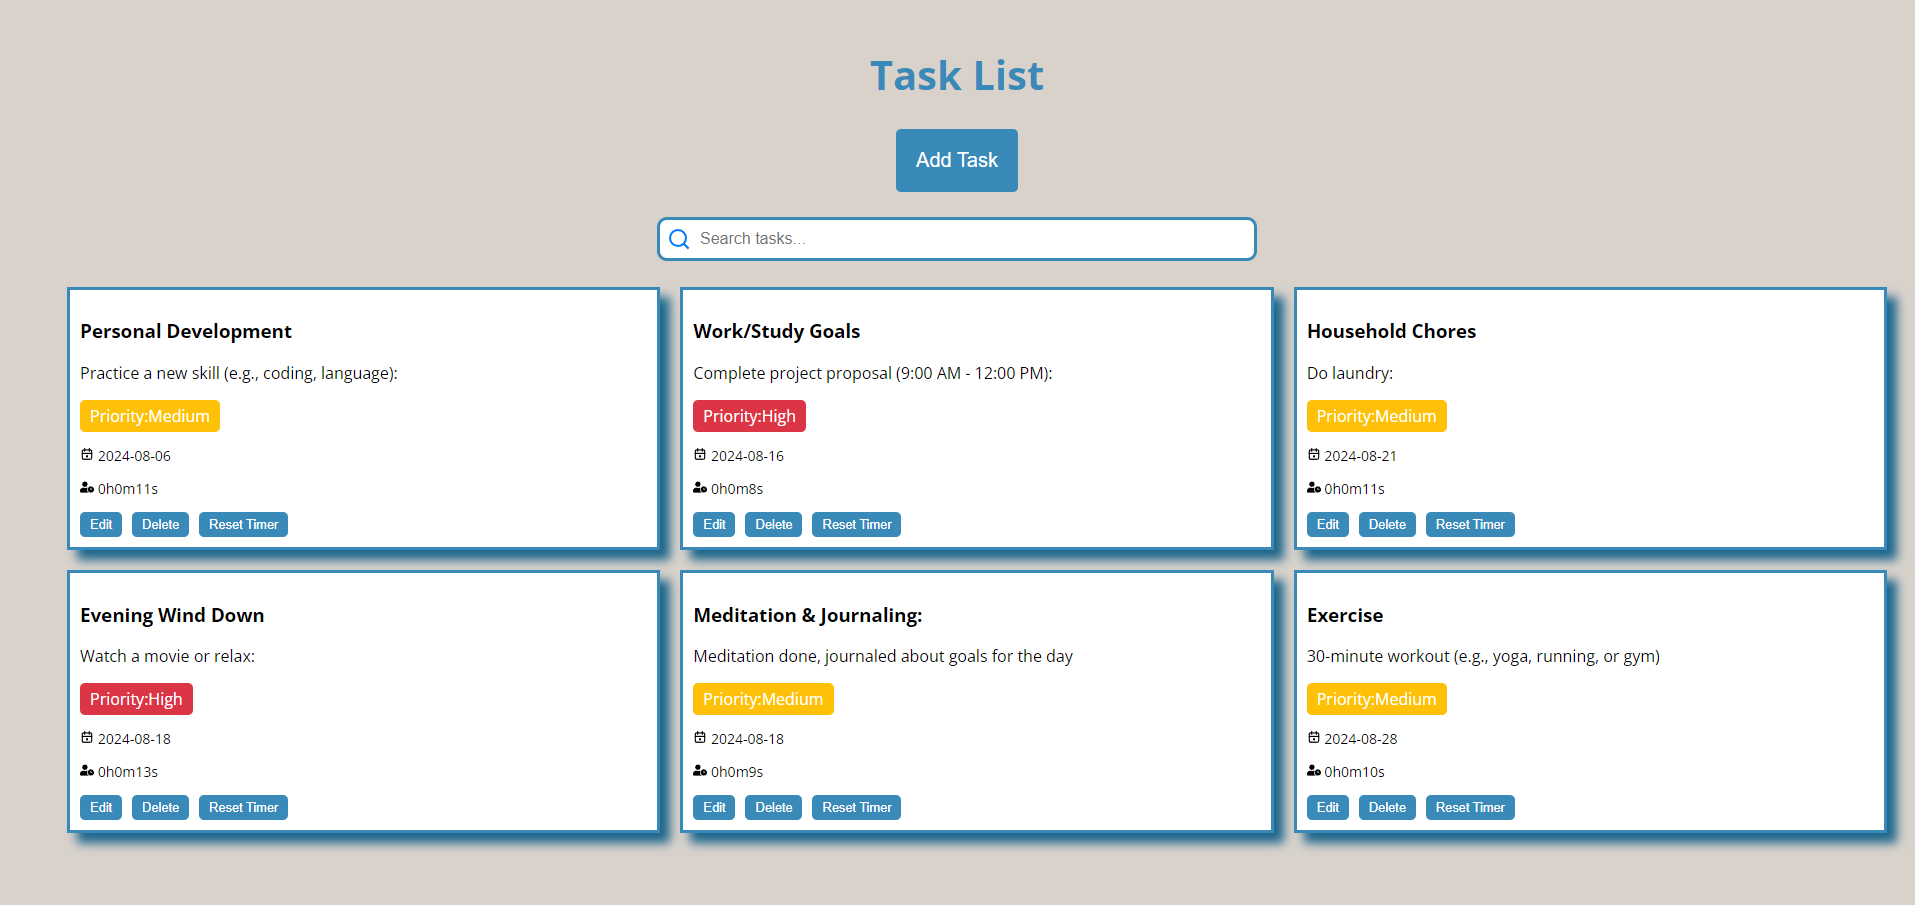 Task List
Add Task
Search tasks...
Personal Development
Practice a new skill (e.g., coding, language):
Priority:Medium
2024-08-06
0h0m11s
Edit Delete Reset Timer
Work/Study Goals
Complete project proposal (9:00 AM - 12:00 PM):
Priority:High
2024-08-16
0h0m8s
Edit Delete Reset Timer
Household Chores
Do laundry:
Priority:Medium
2024-08-21
0h0m11s
Edit Delete Reset Timer
Evening Wind Down
Watch a movie or relax:
Priority:High
2024-08-18
0h0m13s
Edit Delete Reset Timer
Meditation & Journaling:
Meditation done, journaled about goals for the day
Priority:Medium
2024-08-18
0h0m9s
Edit Delete Reset Timer
Exercise
30-minute workout (e.g., yoga, running, or gym)
Priority:Medium
2024-08-28
0h0m10s
Edit Delete Reset Timer